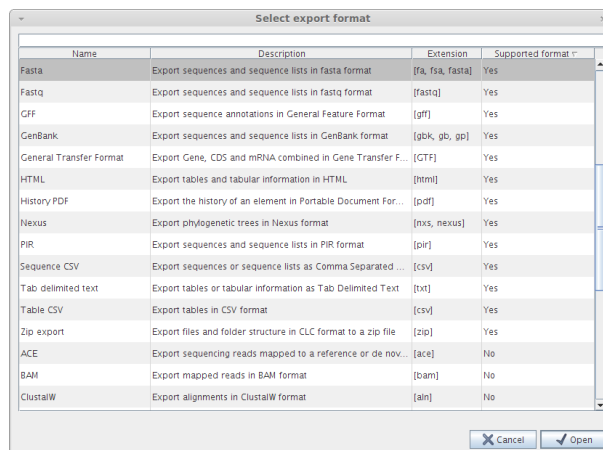 Select export format
Name Description Extension Supported format
Fasta Export sequences and sequence lists in fasta format [fa, fsa, fasta] Yes
Fastq Export sequences and sequence lists in fastq format [fastq] Yes
GFF Export sequence annotations in General Feature Format [gff] Yes
GenBank Export sequences and sequence lists in GenBank format [gbk, gb, gp] Yes
General Transfer Format Export Gene, CDS and mRNA combined in Gene Transfer F... [GTF] Yes
HTML Export tables and tabular information in HTML [html] Yes
History PDF Export the history of an element in Portable Document For... [pdf] Yes
Nexus Export phylogenetic trees in Nexus format [nxs, nexus] Yes
PIR Export sequences and sequence lists in PIR format [pir] Yes
Sequence CSV Export sequences or sequence lists as Comma Separated ... [csv] Yes
Tab delimited text Export tables or tabular information as Tab Delimited Text [txt] Yes
Table CSV Export tables in CSV format [csv] Yes
Zip export Export files and folder structure in CLC format to a zip file [zip] Yes
ACE Export sequencing reads mapped to a reference or de nov... [ace] No
BAM Export mapped reads in BAM format [bam] No
ClustalW Export alignments in ClustalW format [aln] No
Cancel Open